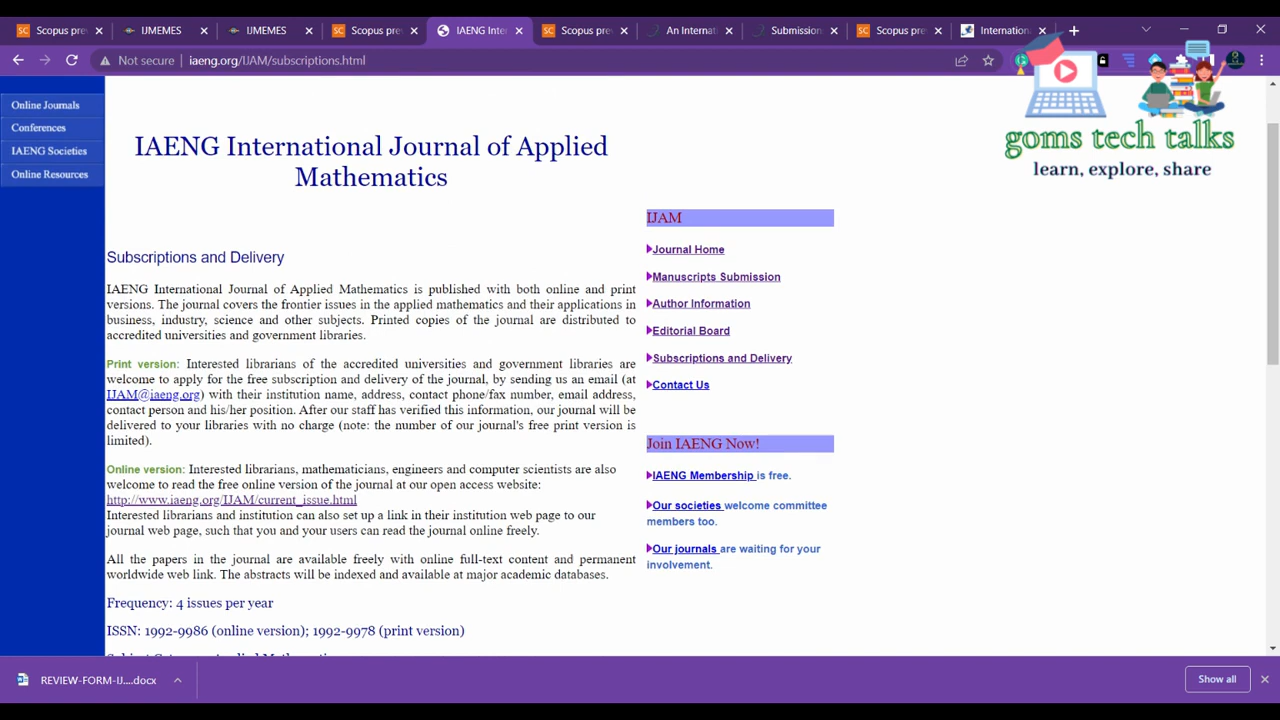 Scopus pre
IJMEMES
IJMEMES
Scopus pre
IAENG Inte
Scopus pre
An Internati
Submission
Scopus pre
Internation
Not secure
iaeng.org/IJAM/subscriptions.html
goms tech talks
learn, explore, share
Online Journals
Conferences
IAENG Societies
Online Resources
IAENG International Journal of Applied
Mathematics
Subscriptions and Delivery
IAENG International Journal of Applied Mathematics is published with both online and print
versions. The journal covers the frontier issues in the applied mathematics and their applications in
business, industry, science and other subjects. Printed copies of the journal are distributed to
accredited universities and government libraries.
Print version: Interested librarians of the accredited universities and government libraries are
welcome to apply for the free subscription and delivery of the journal, by sending us an email (at
IJAM@iaeng.org) with their institution name, address, contact phone/fax number, email address,
contact person and his/her position. After our staff has verified this information, our journal will be
delivered to your libraries with no charge (note: the number of our journal's free print version is
limited).
Online version: Interested librarians, mathematicians, engineers and computer scientists are also
welcome to read the free online version of the journal at our open access website:
http://www.iaeng.org/IJAM/current_issue.html
Interested librarians and institution can also set up a link in their institution web page to our
journal web page, such that you and your users can read the journal online freely.
All the papers in the journal are available freely with online full-text content and permanent
worldwide web link. The abstracts will be indexed and available at major academic databases.
Frequency: 4 issues per year
ISSN: 1992-9986 (online version); 1992-9978 (print version)
IJAM
Journal Home
Manuscripts Submission
Author Information
Editorial Board
Subscriptions and Delivery
Contact Us
Join IAENG Now!
IAENG Membership is free.
Our societies welcome committee
members too.
Our journals are waiting for your
involvement.
REVIEW-FORM-IJ....docx
Show all